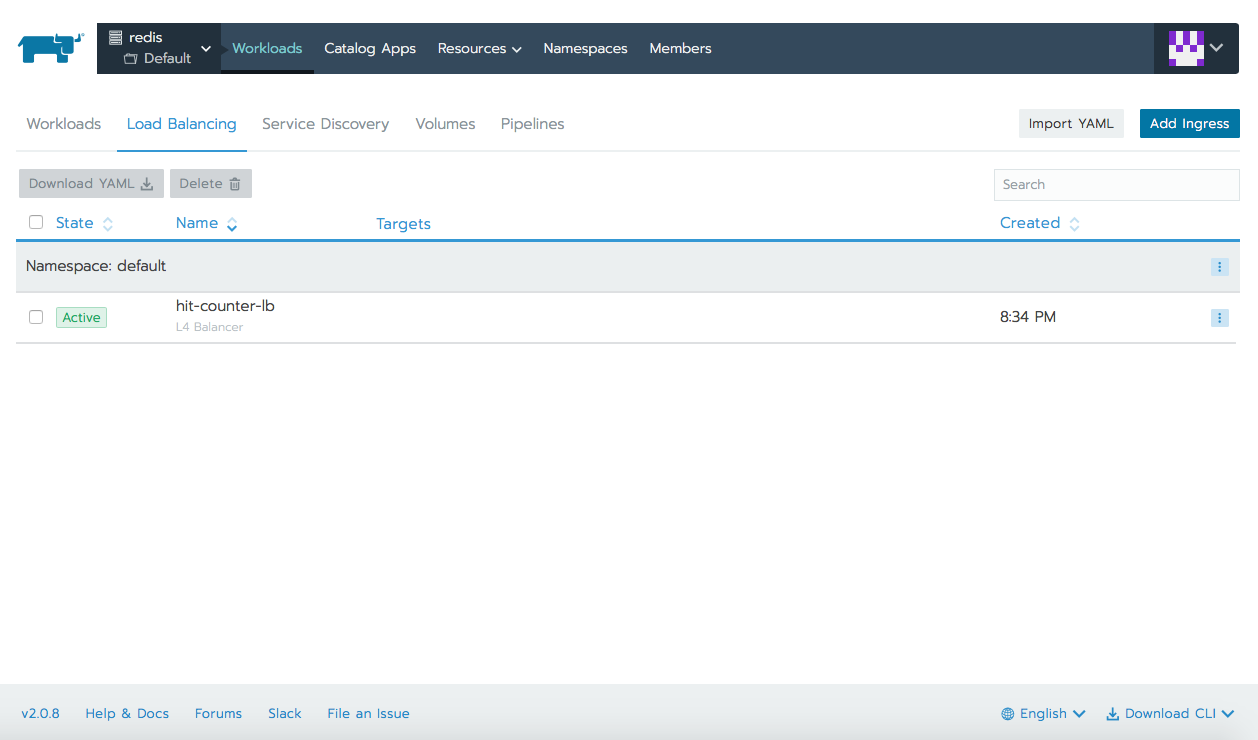 redis
Default
Workloads Catalog Apps Resources Namespaces Members
Workloads Load Balancing Service Discovery Volumes Pipelines Import YAML Add Ingress
Download YAML Delete Search
State Name Targets Created
Namespace: default
Active hit-counter-lb 8:34 PM
L4 Balancer
v2.0.8 Help & Docs Forums Slack File an Issue English Download CLI